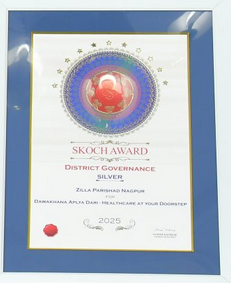 SKOCH AWARD
DISTRICT GOVERNANCE
SILVER
ZILLA PARISHAD NAGPUR
FOR
DAWAKHANA APLYA DARI - HEALTHCARE AT YOUR DOORSTEP
2025